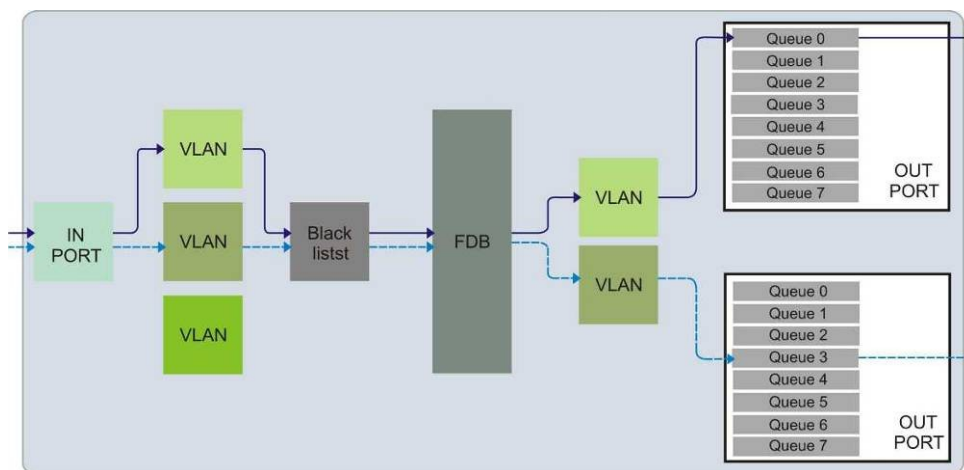 IN
PORT
VLAN
VLAN
VLAN
Black
listst
FDB
VLAN
VLAN
Queue 0
Queue 1
Queue 2
Queue 3
Queue 4
Queue 5
Queue 6
Queue 7
OUT
PORT
Queue 0
Queue 1
Queue 2
Queue 3
Queue 4
Queue 5
Queue 6
Queue 7
OUT
PORT